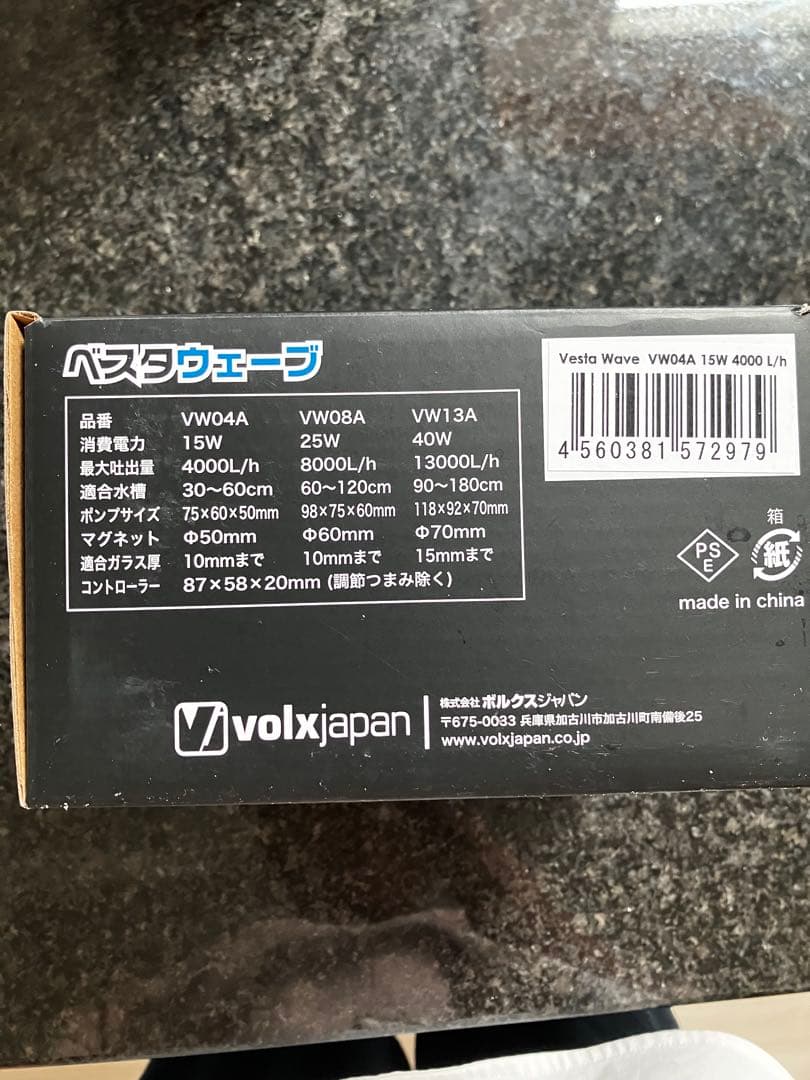 ベスタウェーブ
品番 VW04A VW08A VW13A
消費電力 15W 25W 40W
最大吐出量 4000L/h 8000L/h 13000L/h
適合水槽 30〜60cm 60〜120cm 90〜180cm
ポンプサイズ 75×60×50mm 98×75×60mm 118×92×70mm
マグネット Φ50mm Φ60mm Φ70mm
適合ガラス厚 10mmまで 10mmまで 15mmまで
コントローラー 87×58×20mm (調節つまみ除く)
Vesta Wave VW04A 15W 4000 L/h
4 560381 572979
PS
E
箱
紙
made in china
volxjapan
株式会社 ボルクスジャパン
〒675-0033 兵庫県加古川市加古川町南備後25
www.volxjapan.co.jp